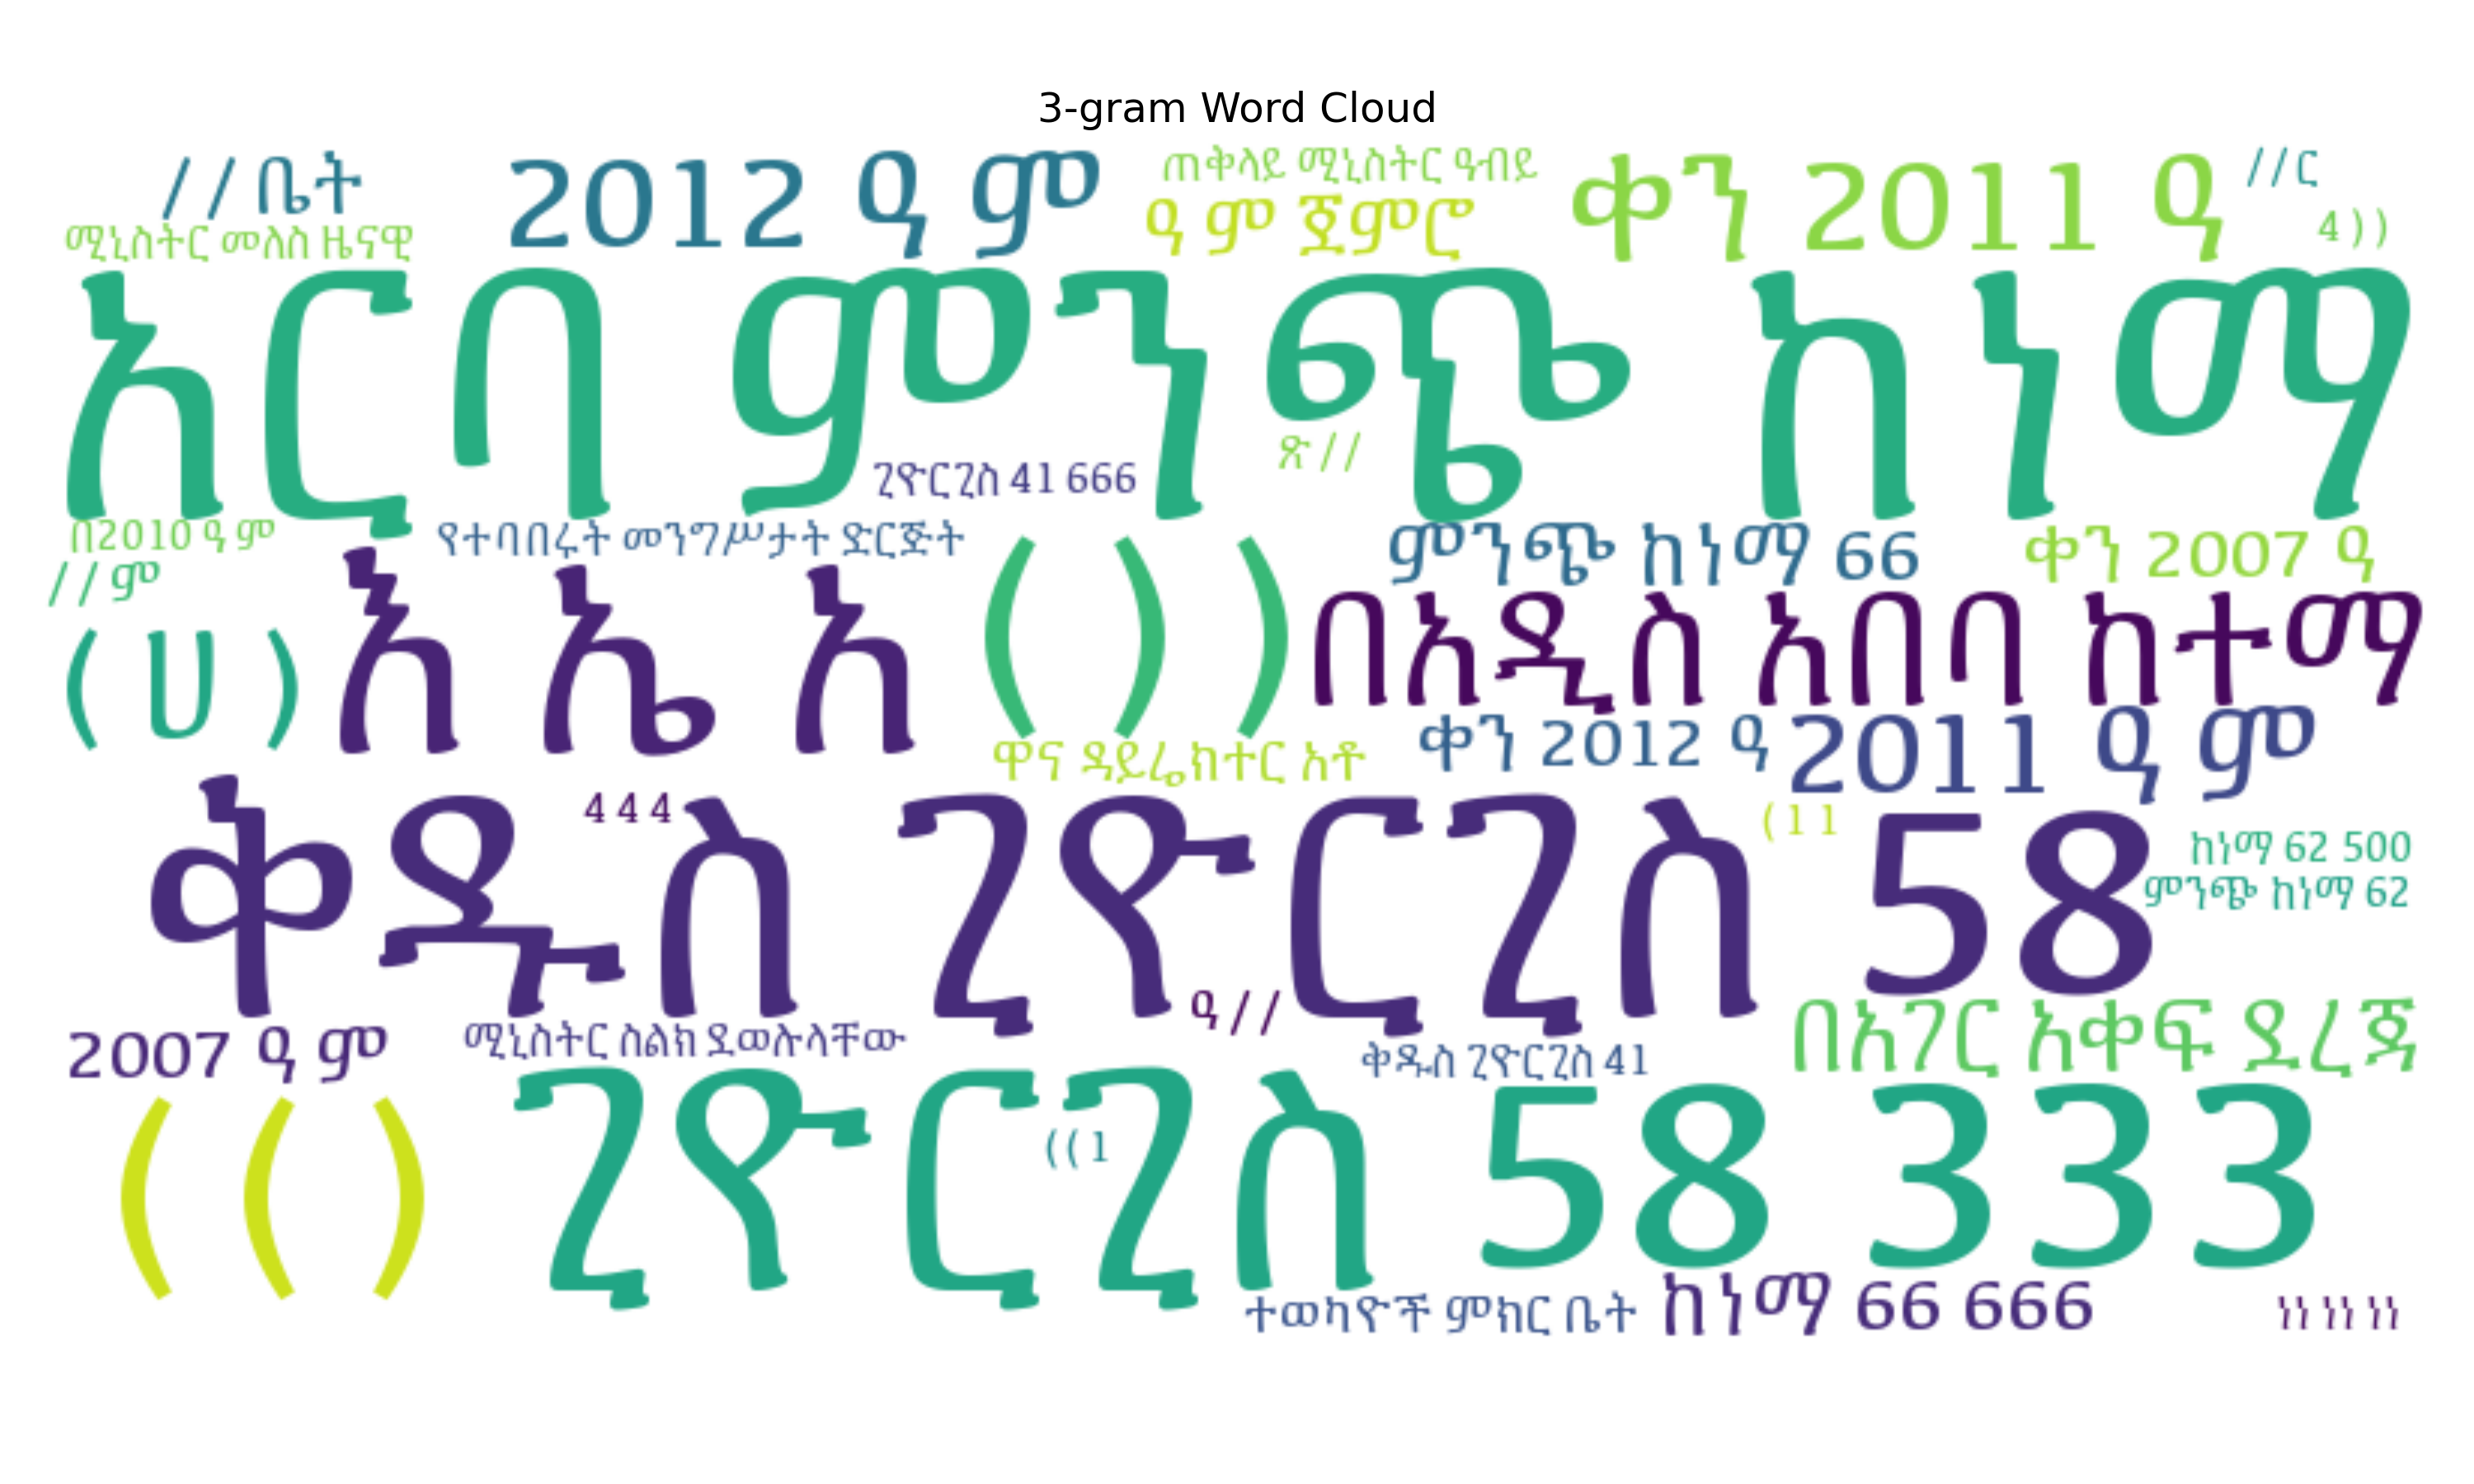 3-gram Word Cloud
//ቤት
2012 ዓ ም
ጠቅላይ ሚኒስትር ዓብይ
ቀን 2011 ዓ
//ር
ሚኒስትር መለስ ዜናዊ
ዓ ም ጀምሮ
4))
አርባ ምንጭ ከነማ
ጽ//
ጊዮርጊስ 41 666
በ2010 ዓ ም
የተባበሩት መንግሥታት ድርጅት
ምንጭ ከነማ 66
ቀን 2007 ዓ
//ም
( ሀ )
እ ኤ አ
( ) )
በአዲስ አበባ ከተማ
ዋና ዳይሬክተር አቶ
ቀን 2012 ዓ
2011 ዓ ም
ቅዱስ ጊዮርጊስ 58
4 4 4
( 1 1
ከነማ 62 500
ምንጭ ከነማ 62
ዓ//
2007 ዓ ም
ሚኒስትር ስልክ ደወሉላቸው
ቅዱስ ጊዮርጊስ 41
በአገር አቀፍ ደረጃ
( ( )
ጊዮርጊስ 58 333
( ( 1
ተወካዮች ምክር ቤት
ከነማ 66 666